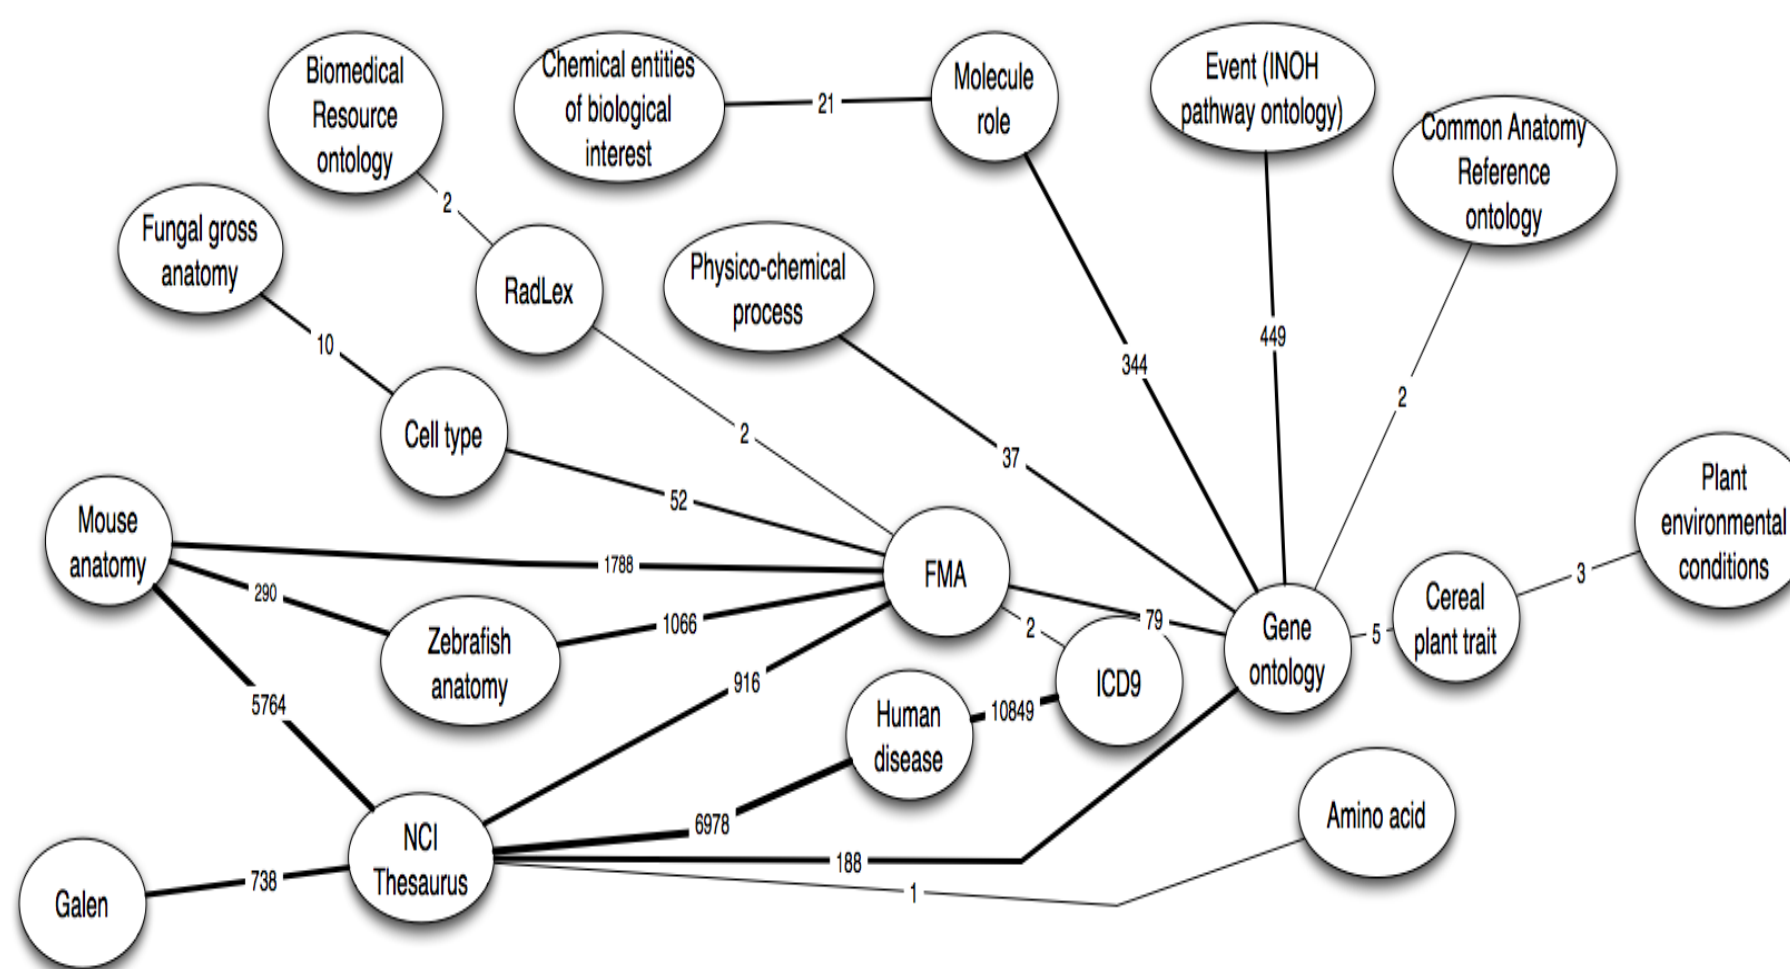 Biomedical
Resource
ontology
Chemical entities
of biological
interest
21
Molecule
role
Event (INOH
pathway ontology)
Common Anatomy
Reference
ontology
2
Fungal gross
anatomy
RadLex
Physico-chemical
process
10
344
449
2
Cell type
2
37
52
Plant
environmental
conditions
Mouse
anatomy
1788
FMA
3
290
Cereal
plant trait
1066
2
79
Gene
ontology
5
Zebrafish
anatomy
916
ICD9
5764
Human
disease
10849
6978
Amino acid
NCI
Thesaurus
188
738
1
Galen